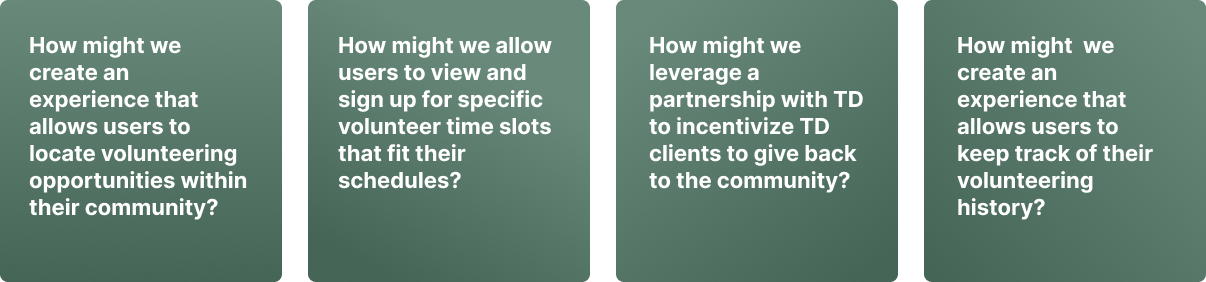 How might we
create an
experience that
allows users to
locate volunteering
opportunities within
their community?
How might we allow
users to view and
sign up for specific
volunteer time slots
that fit their
schedules?
How might we
leverage a
partnership with TD
to incentivize TD
clients to give back
to the community?
How might  we
create an
experience that
allows users to
keep track of their
volunteering
history?